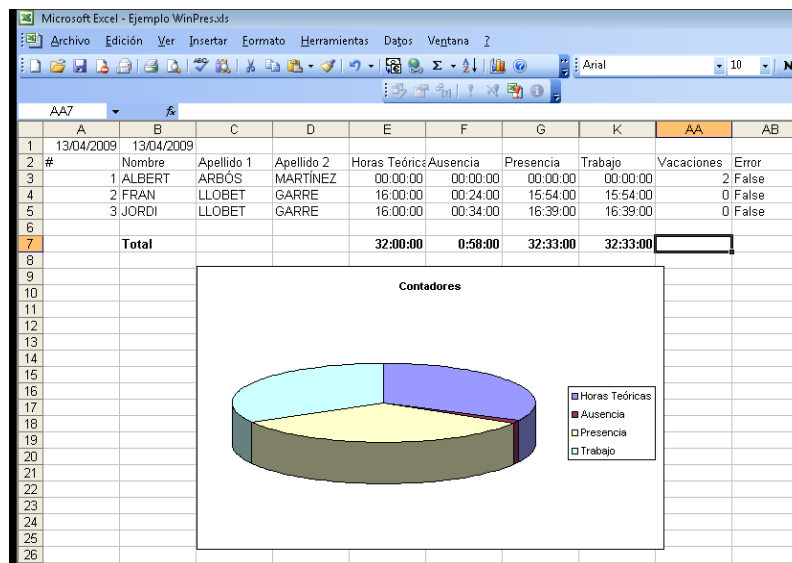 Microsoft Excel - Ejemplo WinPres.xls
Archivo Edición Ver Insertar Formato Herramientas Datos Ventana ?
Arial 10 N
AA7 fx
A B C D E F G K AA AB
1 13/04/2009 13/04/2009
2 # Nombre Apellido 1 Apellido 2 Horas Teórica Ausencia Presencia Trabajo Vacaciones Error
3 1 ALBERT ARBÓS MARTÍNEZ 00:00:00 00:00:00 00:00:00 00:00:00 2 False
4 2 FRAN LLOBET GARRE 16:00:00 00:24:00 15:54:00 15:54:00 0 False
5 3 JORDI LLOBET GARRE 16:00:00 00:34:00 16:39:00 16:39:00 0 False
6
7 Total 32:00:00 0:58:00 32:33:00 32:33:00
8
9
10
11
12
13
14
15
16
17
18
19
20
21
22
23
24
25
26
Contadores
Horas Teóricas
Ausencia
Presencia
Trabajo